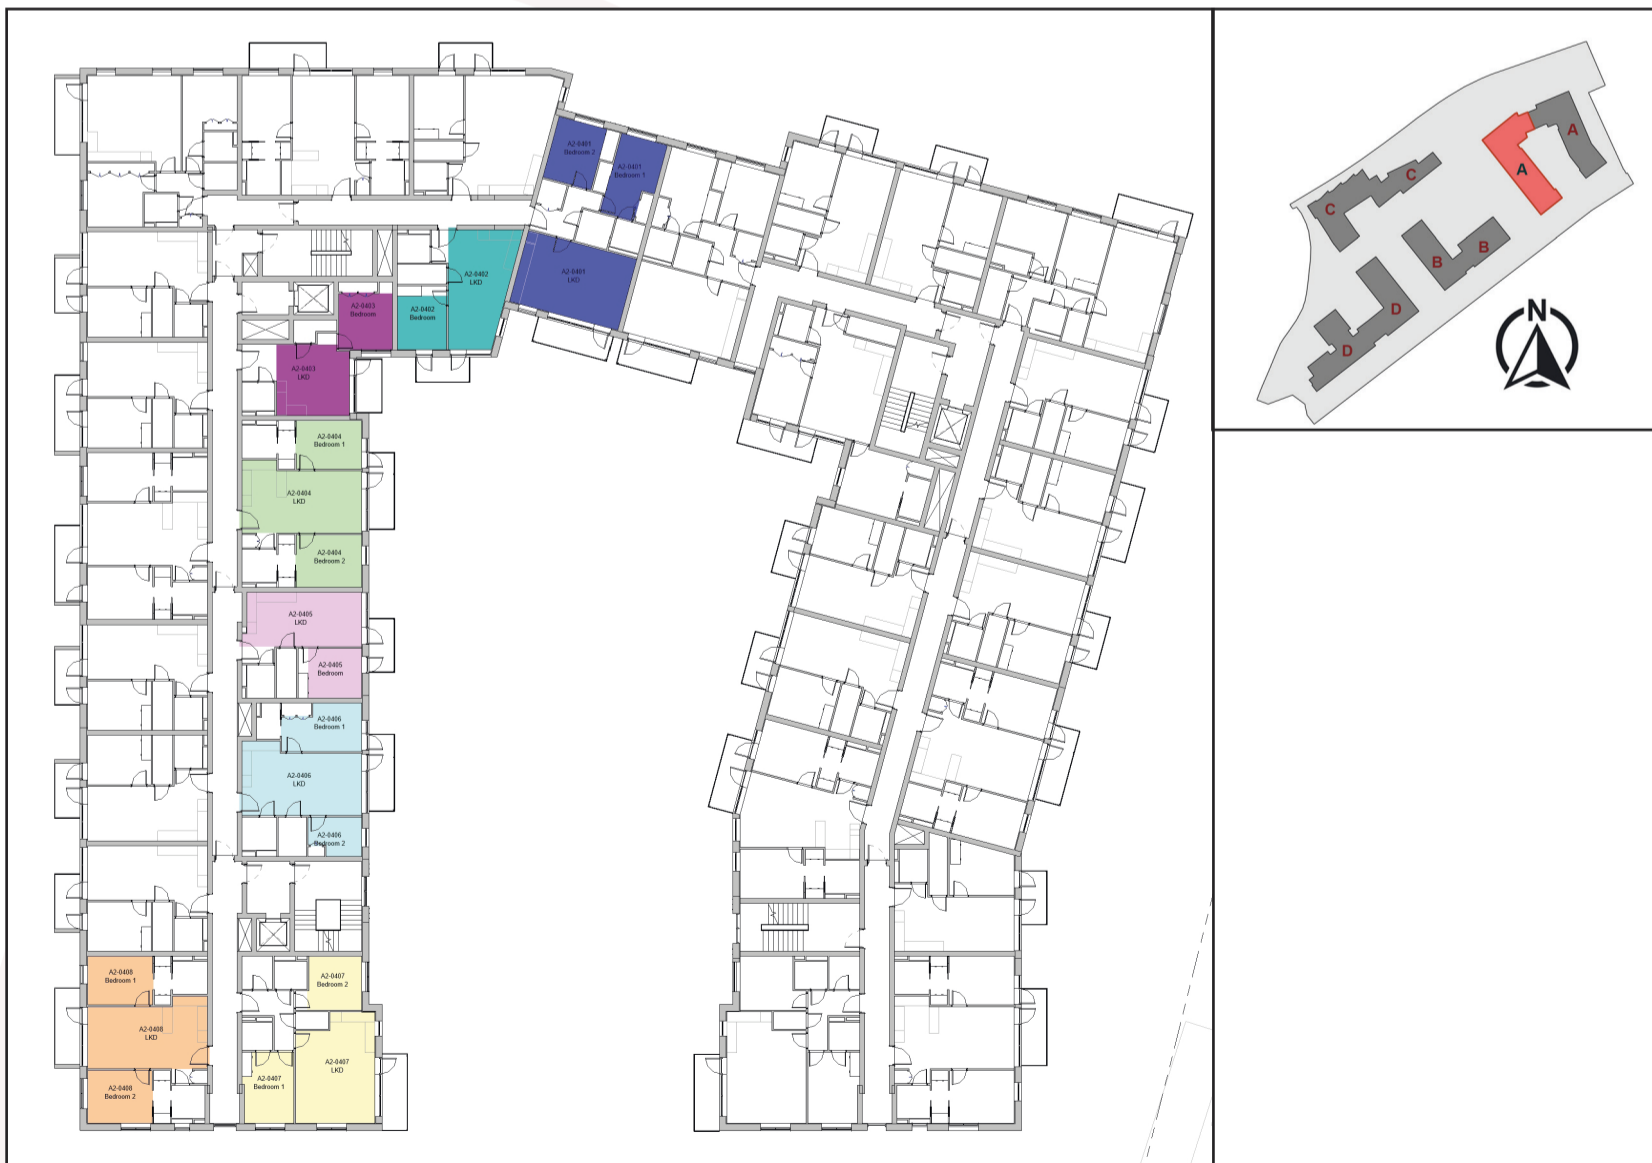 A2-0401
Bedroom 2
A2-0401
Bedroom 1
A2-0401
LKD
A2-0402
LKD
A2-0402
Bedroom
A2-0403
Bedroom
A2-0403
LKD
A2-0404
Bedroom 1
A2-0404
LKD
A2-0404
Bedroom 2
A2-0405
LKD
A2-0405
Bedroom
A2-0406
Bedroom 1
A2-0406
LKD
A2-0406
Bedroom 2
A2-0408
Bedroom 1
A2-0408
LKD
A2-0408
Bedroom 2
A2-0407
Bedroom 2
A2-0407
LKD
A2-0407
Bedroom 1
A
A
C
C
B
B
D
D
N